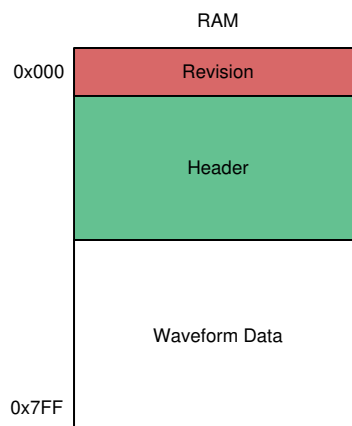 RAM
0x000
Revision
Header
Waveform Data
0x7FF